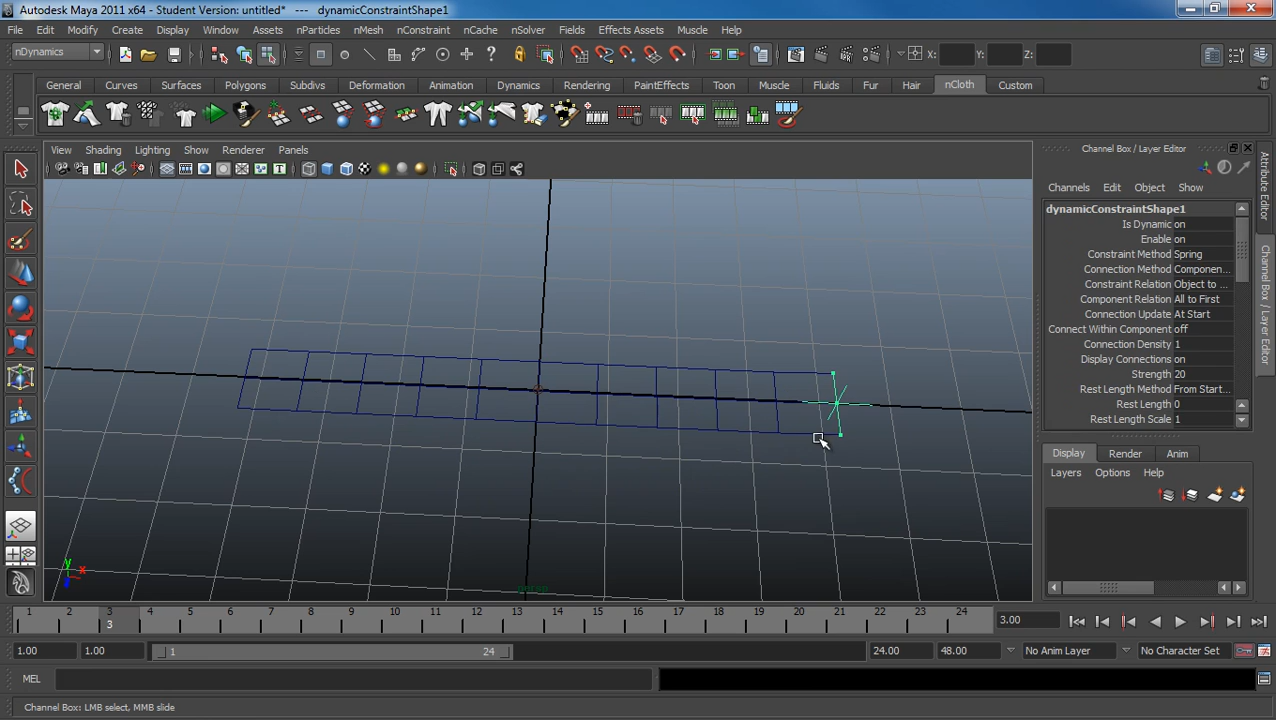 Autodesk Maya 2011 x64 - Student Version: untitled* --- dynamicConstraintShape1
File Edit Modify Create Display Window Assets nParticles nMesh nConstraint nCache nSolver Fields Effects Assets Muscle Help
nDynamics X: Y: Z:
General Curves Surfaces Polygons Subdivs Deformation Animation Dynamics Rendering PaintEffects Toon Muscle Fluids Fur Hair nCloth Custom
View Shading Lighting Show Renderer Panels
Channel Box / Layer Editor
Channels Edit Object Show
dynamicConstraintShape1
Is Dynamic on
Enable on
Constraint Method Spring
Connection Method Componen...
Constraint Relation Object to ...
Component Relation All to First
Connection Update At Start
Connect Within Component off
Connection Density 1
Display Connections on
Strength 20
Rest Length Method From Start...
Rest Length 0
Rest Length Scale 1
Attribute Editor
Channel Box / Layer Editor
Display Render Anim
Layers Options Help
y
x
z
persp
1 2 3 4 5 6 7 8 9 10 11 12 13 14 15 16 17 18 19 20 21 22 23 24
3
3.00
1.00 1.00 1 24 24.00 48.00 No Anim Layer No Character Set
MEL
Channel Box: LMB select, MMB slide